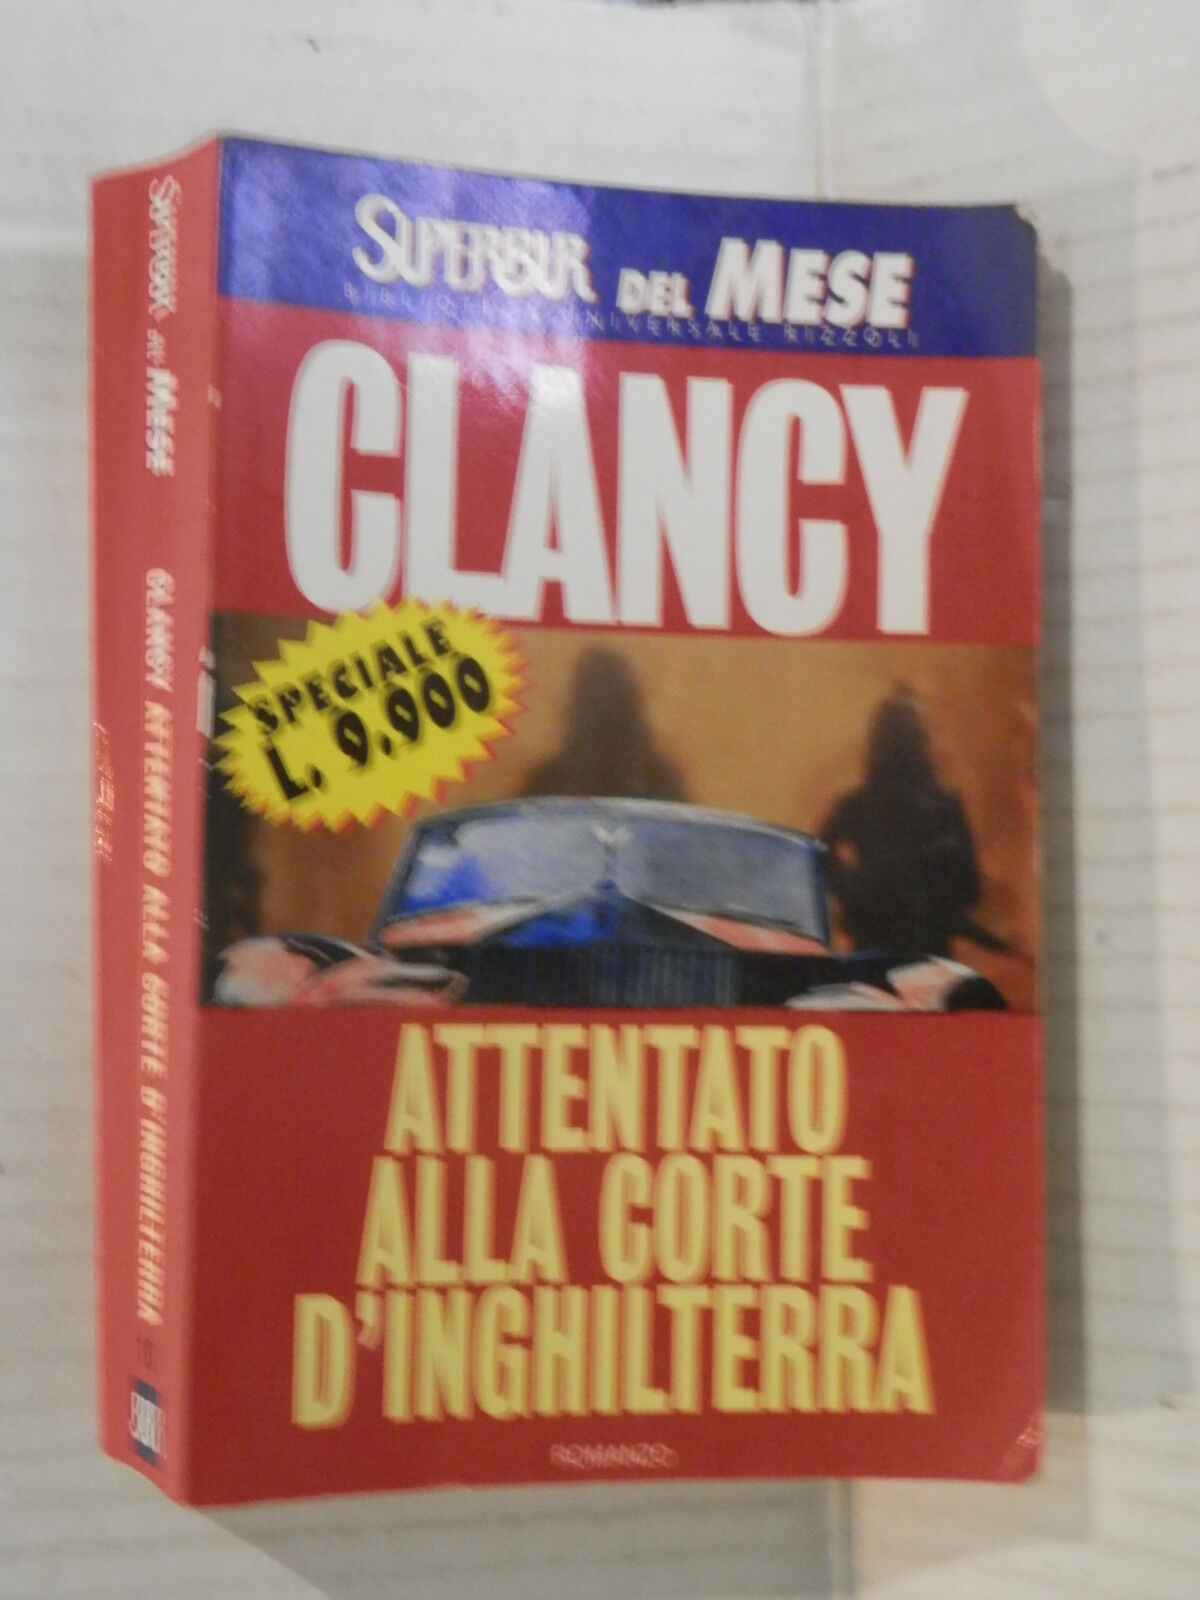 SUPERBUR DEL MESE
BIBLIOTECA UNIVERSALE RIZZOLI
CLANCY
SPECIALE
L. 9.900
ATTENTATO
ALLA CORTE
D'INGHILTERRA
ROMANZO
SUPERBUR DEL MESE CLANCY ATTENTATO ALLA CORTE D'INGHILTERRA
BUR